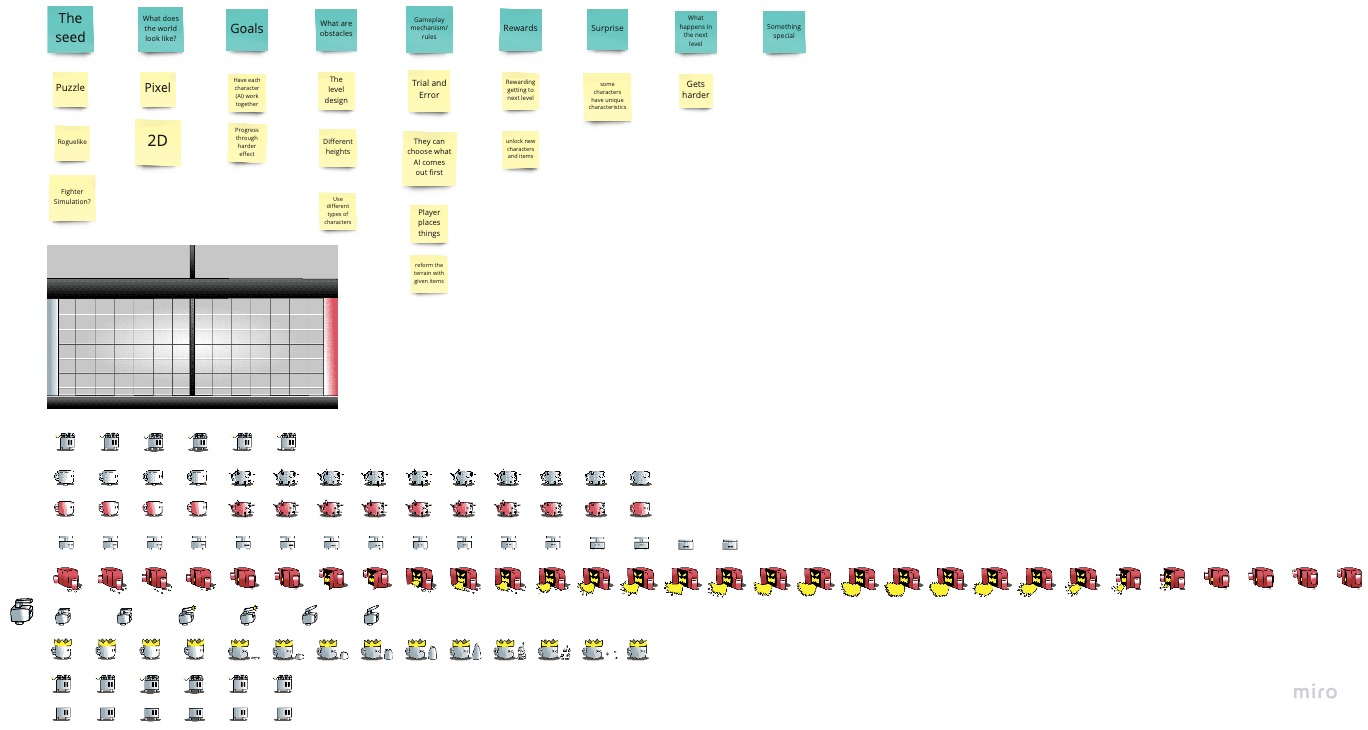 The
seed
What does
the world
look like?
Goals
What are
obstacles
Gameplay
mechanism/
rules
Rewards
Surprise
What
happens in
the next
level
Something
special
Puzzle
Pixel
Have each
character
(AI) work
together
The
level
design
Trial and
Error
Rewarding
getting to
next level
some
characters
have unique
characteristics
Gets
harder
Roguelike
2D
Progress
through
harder
effect
Different
heights
They can
choose what
AI comes
out first
unlock new
characters
and items
Fighter
Simulation?
Use
different
types of
characters
Player
places
things
reform the
terrain with
given items
miro